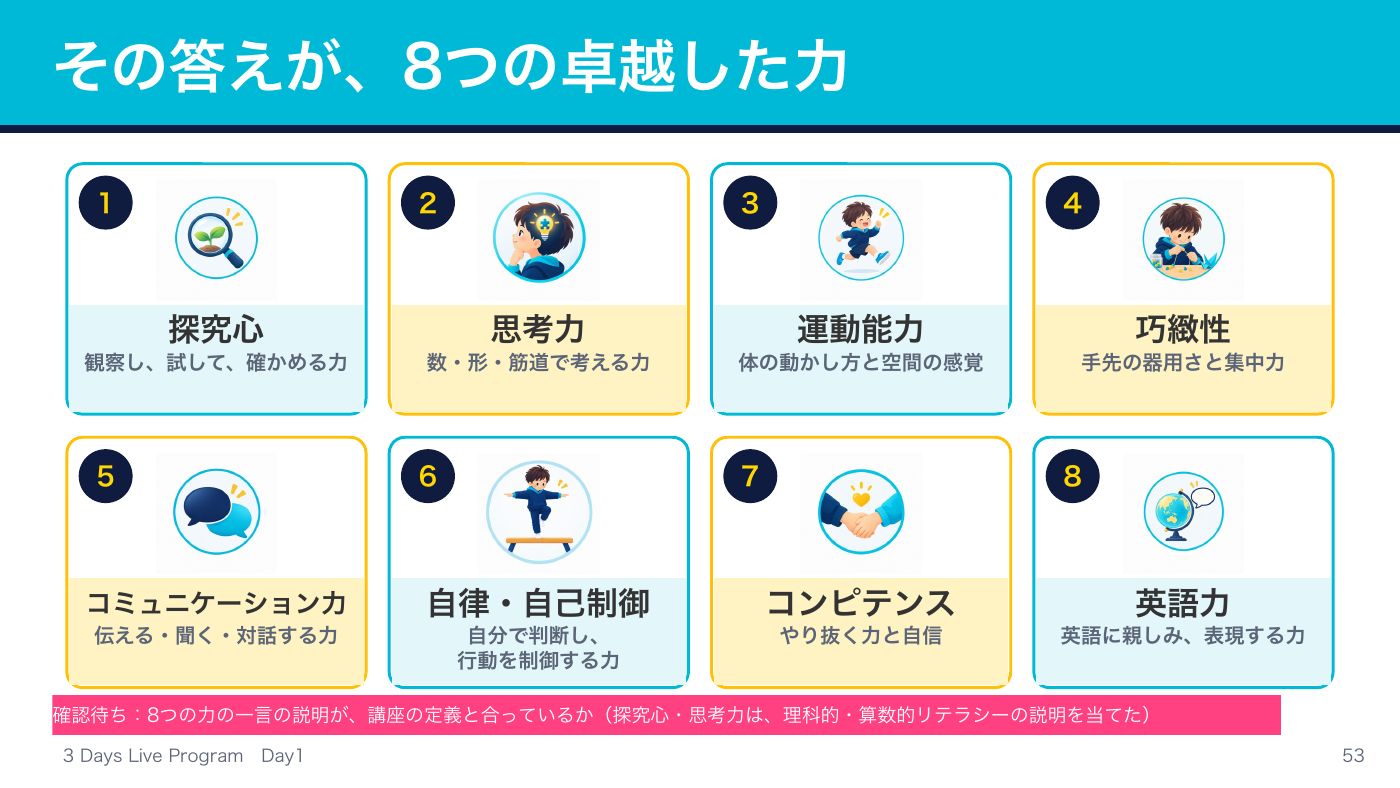 その答えが、8つの卓越した力
1
探究心
観察し、試して、確かめる力
2
思考力
数・形・筋道で考える力
3
運動能力
体の動かし方と空間の感覚
4
巧緻性
手先の器用さと集中力
5
コミュニケーション力
伝える・聞く・対話する力
6
自律・自己制御
自分で判断し、
行動を制御する力
7
コンピテンス
やり抜く力と自信
8
英語力
英語に親しみ、表現する力
確認待ち：8つの力の一言の説明が、講座の定義と合っているか（探究心・思考力は、理科的・算数的リテラシーの説明を当てた）
3 Days Live Program　Day1
53